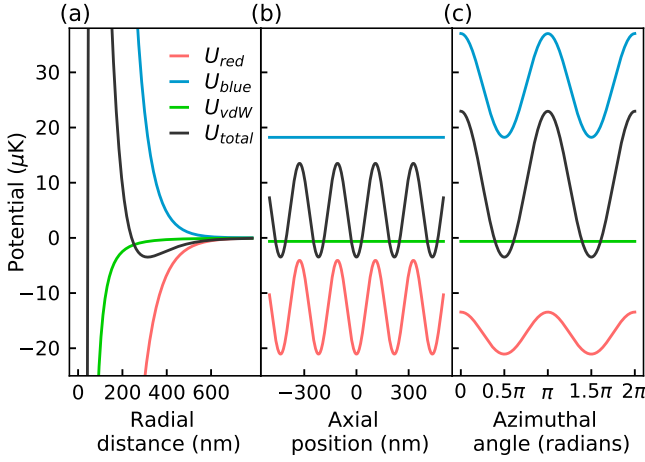 (a)
(b)
(c)
Potential (μK)
30
20
10
0
−10
−20
U_red
U_blue
U_vdW
U_total
0 200 400 600
−300 0 300
0 0.5π π 1.5π 2π
Radial
distance (nm)
Axial
position (nm)
Azimuthal
angle (radians)